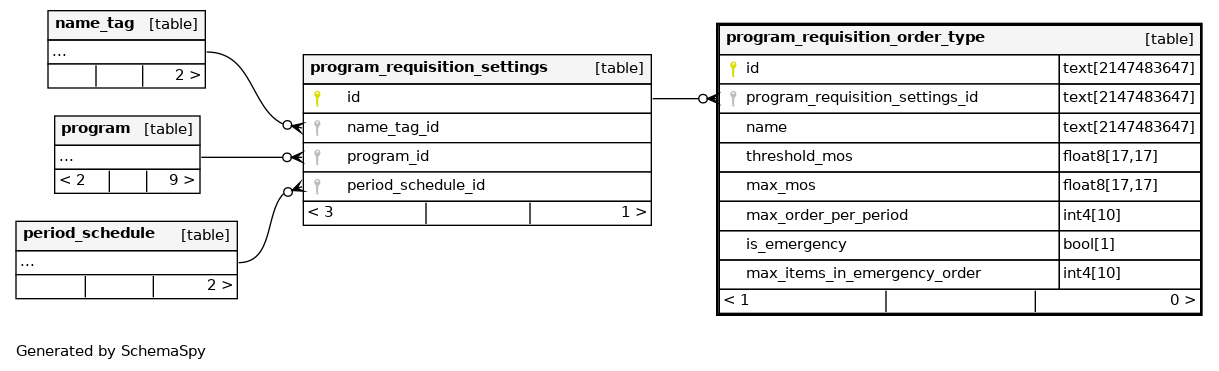 name_tag [table]
...
2 >
program [table]
...
< 2 9 >
period_schedule [table]
...
2 >
program_requisition_settings [table]
id
name_tag_id
program_id
period_schedule_id
< 3 1 >
program_requisition_order_type [table]
id text[2147483647]
program_requisition_settings_id text[2147483647]
name text[2147483647]
threshold_mos float8[17,17]
max_mos float8[17,17]
max_order_per_period int4[10]
is_emergency bool[1]
max_items_in_emergency_order int4[10]
< 1 0 >
Generated by SchemaSpy